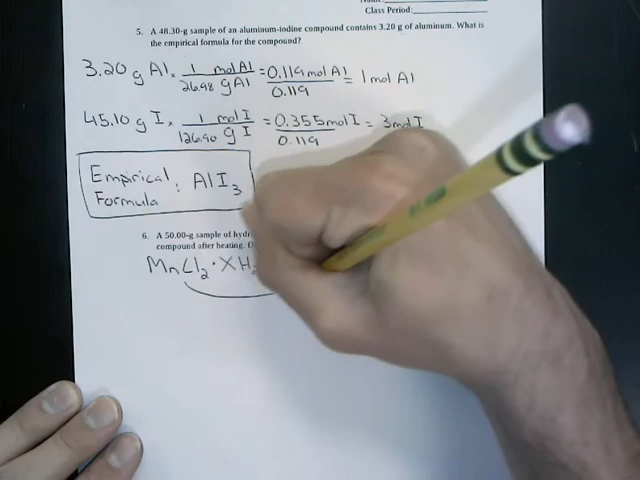 Class Period:
5. A 48.30-g sample of an aluminum-iodine compound contains 3.20 g of aluminum. What is
the empirical formula for the compound?
3.20 g Al × 1 mol Al / 26.98 g Al = 0.119 mol Al / 0.119 = 1 mol Al
45.10 g I × 1 mol I / 126.90 g I = 0.355 mol I / 0.119 = 3 mol I
Empirical Formula : AlI₃
6. A 50.00-g sample of
compound after heating.
MnCl₂ • XH₂